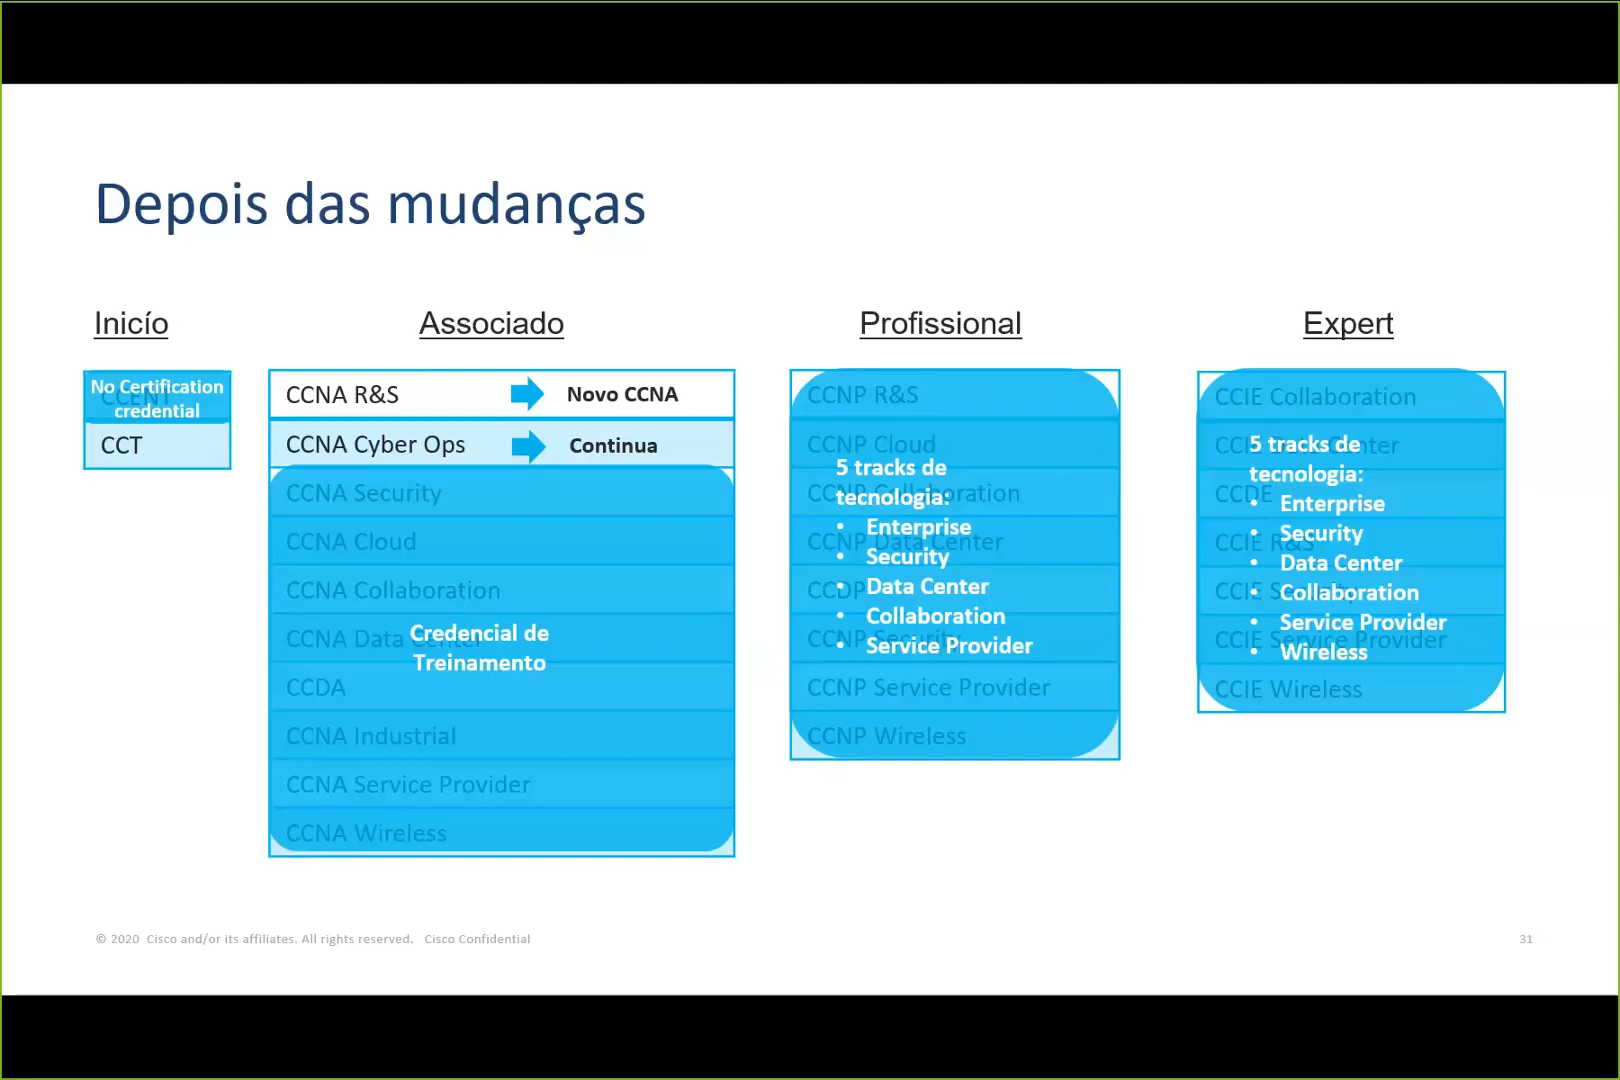 Depois das mudanças
Inicío
Associado
Profissional
Expert
No Certification
credential
CCENT
CCT
CCNA R&S
Novo CCNA
CCNA Cyber Ops
Continua
CCNA Security
CCNA Cloud
CCNA Collaboration
CCNA Data Center
Credencial de
Treinamento
CCDA
CCNA Industrial
CCNA Service Provider
CCNA Wireless
CCNP R&S
CCNP Cloud
CCNP Collaboration
CCNP Data Center
CCDP
CCNP Security
CCNP Service Provider
CCNP Wireless
5 tracks de
tecnologia:
• Enterprise
• Security
• Data Center
• Collaboration
• Service Provider
CCIE Collaboration
CCIE Data Center
CCDE
CCIE R&S
CCIE Security
CCIE Service Provider
CCIE Wireless
5 tracks de
tecnologia:
• Enterprise
• Security
• Data Center
• Collaboration
• Service Provider
• Wireless
© 2020 Cisco and/or its affiliates. All rights reserved. Cisco Confidential
31